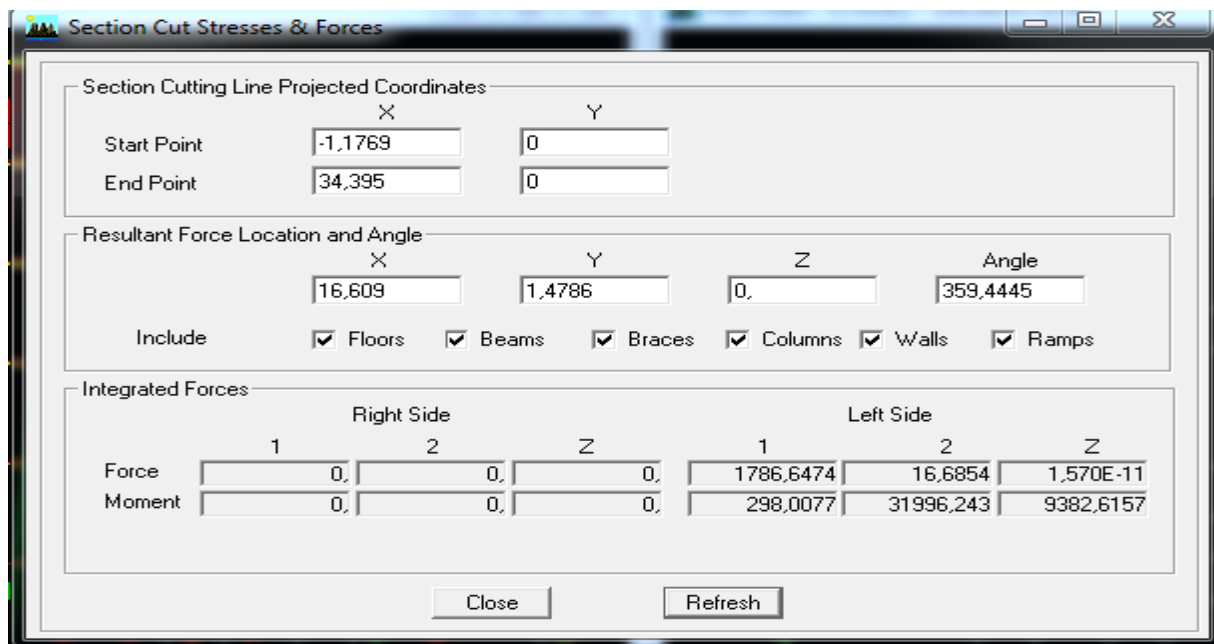 Section Cut Stresses & Forces
Section Cutting Line Projected Coordinates
X Y
Start Point -1,1769 0
End Point 34,395 0
Resultant Force Location and Angle
X Y Z Angle
16,609 1,4786 0, 359,4445
Include Floors Beams Braces Columns Walls Ramps
Integrated Forces
Right Side Left Side
1 2 Z 1 2 Z
Force 0, 0, 0, 1786,6474 16,6854 1,570E-11
Moment 0, 0, 0, 298,0077 31996,243 9382,6157
Close Refresh